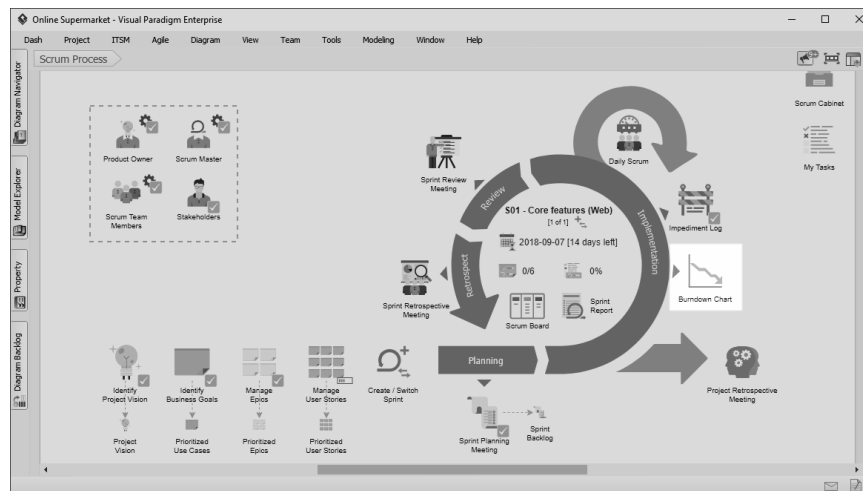 Online Supermarket - Visual Paradigm Enterprise
Dash Project ITSM Agile Diagram View Team Tools Modeling Window Help
Scrum Process
Diagram Navigator
Model Explorer
Property
Diagram Backlog
Scrum Cabinet
My Tasks
Product Owner
Scrum Master
Scrum Team
Members
Stakeholders
Daily Scrum
Sprint Review
Meeting
Review
Implementation
Retrospect
S01 - Core features (Web)
[1 of 1]
2018-09-07 [14 days left]
0/6
0%
Scrum Board
Sprint
Report
Impediment Log
Burndown Chart
Sprint Retrospective
Meeting
Planning
Identify
Project Vision
Identify
Business Goals
Manage
Epics
Manage
User Stories
Create / Switch
Sprint
Project Retrospective
Meeting
Project
Vision
Prioritized
Use Cases
Prioritized
Epics
Prioritized
User Stories
Sprint Planning
Meeting
Sprint
Backlog